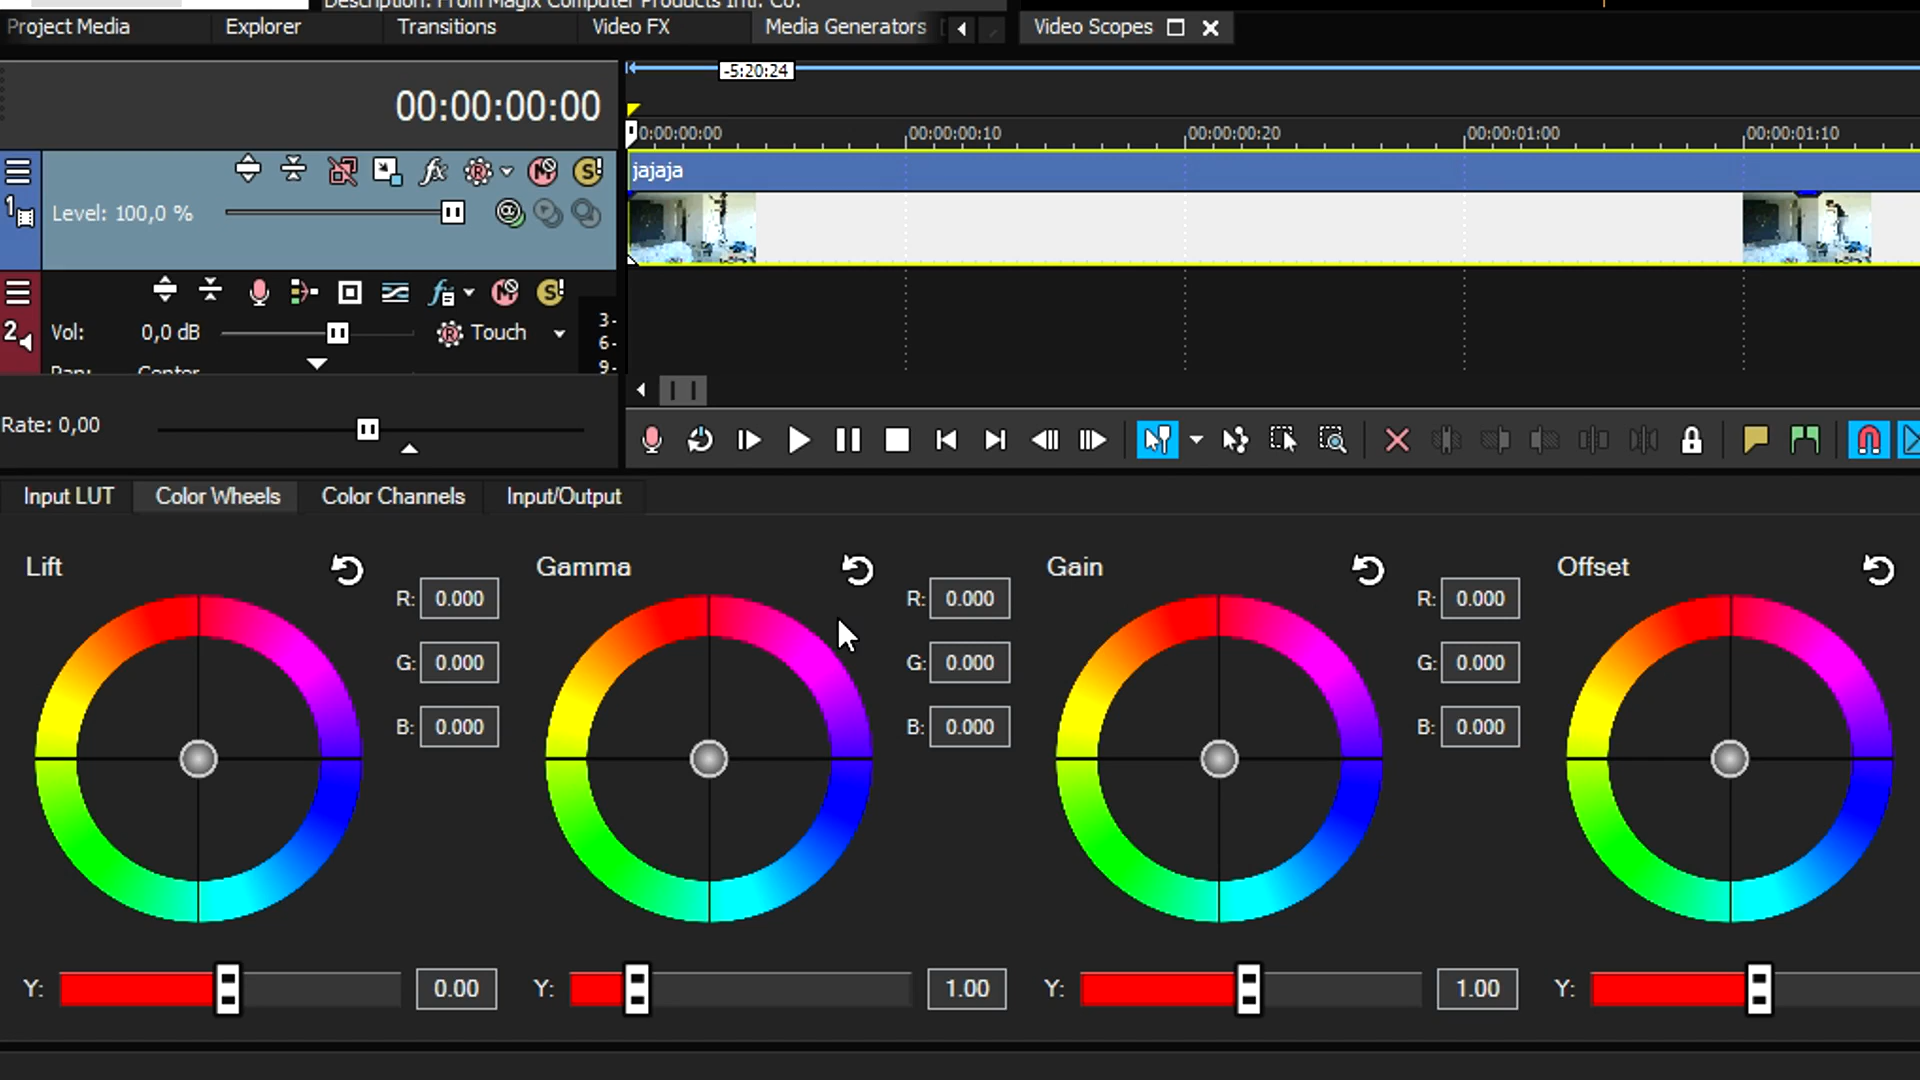 Description: From Magix Computer Products Intl. Co.
Project Media
Explorer
Transitions
Video FX
Media Generators
Video Scopes
-5:20:24
00:00:00:00
0:00:00:00
00:00:00:10
00:00:00:20
00:00:01:00
00:00:01:10
jajaja
1
Level: 100,0 %
2
Vol:
0,0 dB
Touch
3-
6-
9-
Pan:
Center
Rate: 0,00
Input LUT
Color Wheels
Color Channels
Input/Output
Lift
R: 0.000
G: 0.000
B: 0.000
Y: 0.00
Gamma
R: 0.000
G: 0.000
B: 0.000
Y: 1.00
Gain
R: 0.000
G: 0.000
B: 0.000
Y: 1.00
Offset
Y: